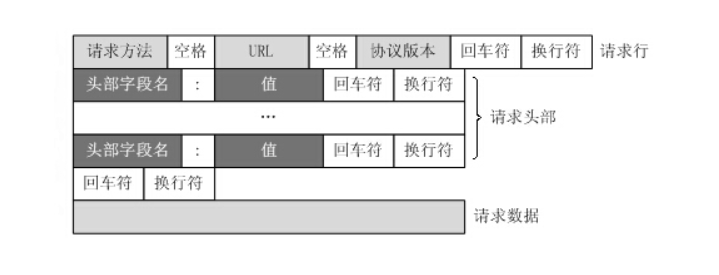 请求方法 空格 URL 空格 协议版本 回车符 换行符 请求行
头部字段名 : 值 回车符 换行符
… 请求头部
头部字段名 : 值 回车符 换行符
回车符 换行符
请求数据